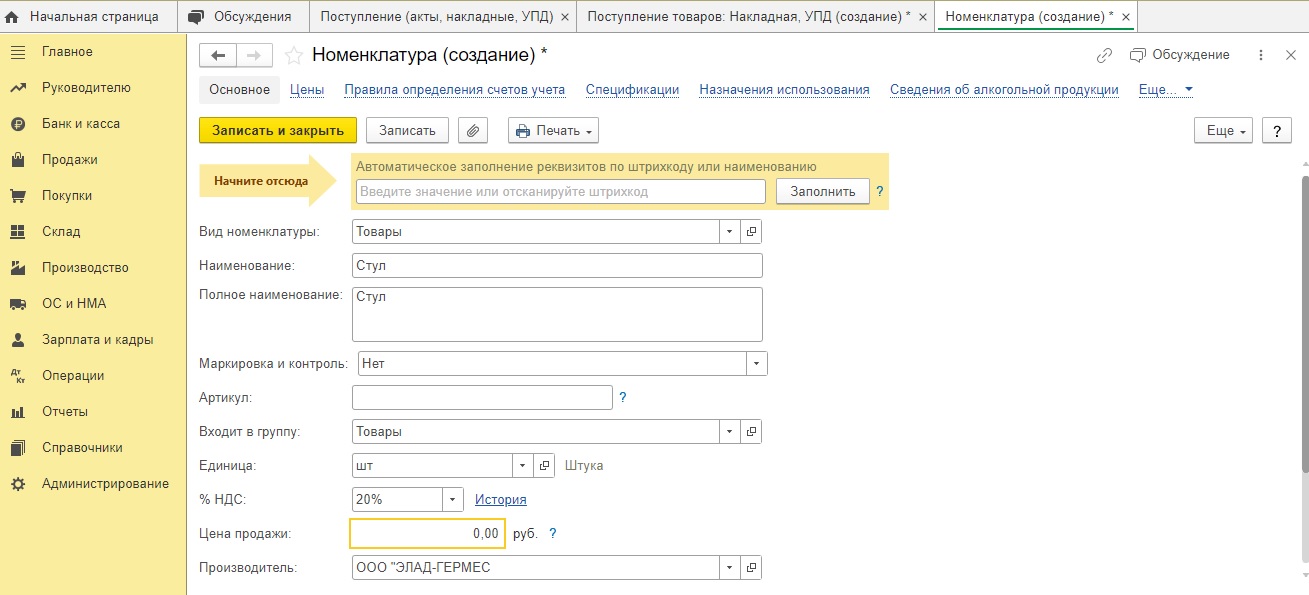 Начальная страница Обсуждения Поступление (акты, накладные, УПД) × Поступление товаров: Накладная, УПД (создание) * × Номенклатура (создание) * ×
Главное
Руководителю
Банк и касса
Продажи
Покупки
Склад
Производство
ОС и НМА
Зарплата и кадры
Дт Кт Операции
Отчеты
Справочники
Администрирование
Номенклатура (создание) *
Обсуждение
Основное Цены Правила определения счетов учета Спецификации Назначения использования Сведения об алкогольной продукции Еще...
Записать и закрыть Записать Печать Еще ?
Начните отсюда
Автоматическое заполнение реквизитов по штрихкоду или наименованию
Введите значение или отсканируйте штрихкод Заполнить ?
Вид номенклатуры: Товары
Наименование: Стул
Полное наименование: Стул
Маркировка и контроль: Нет
Артикул: ?
Входит в группу: Товары
Единица: шт Штука
% НДС: 20% История
Цена продажи: 0,00 руб. ?
Производитель: ООО "ЭЛАД-ГЕРМЕС